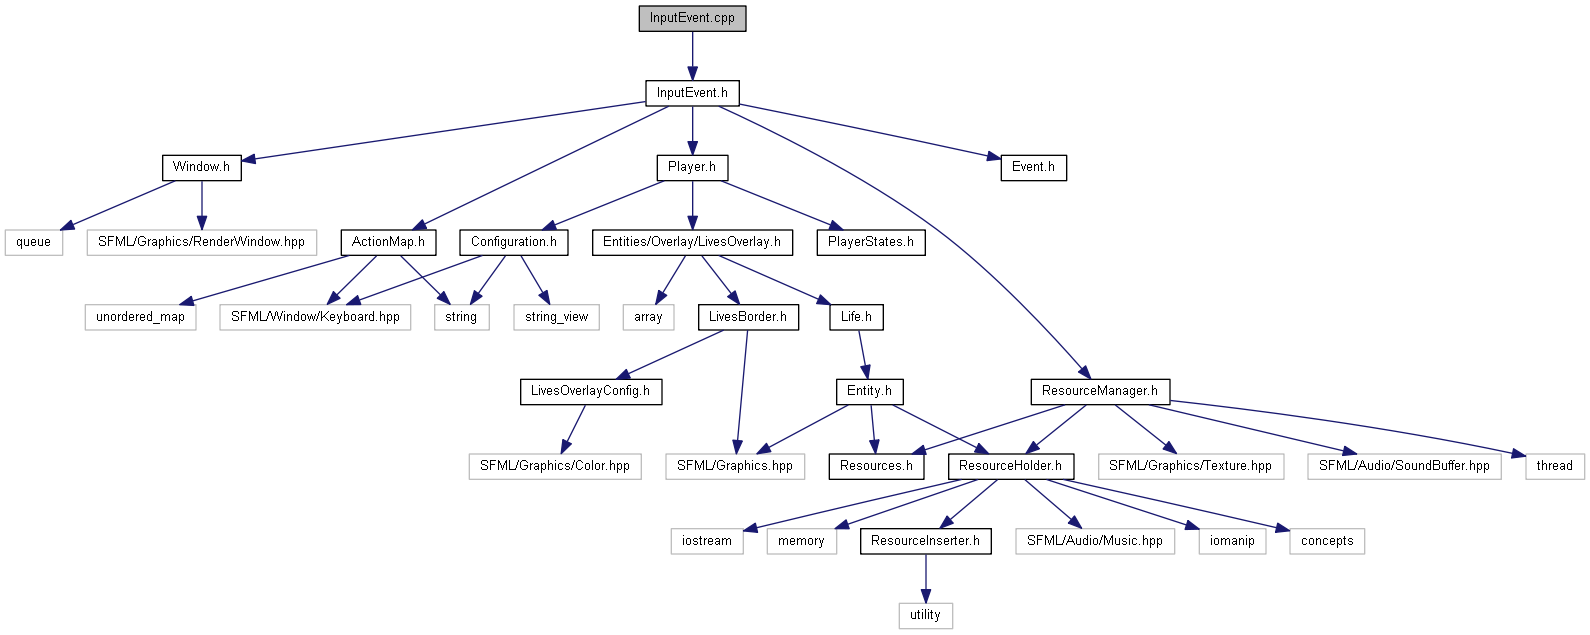 InputEvent.cpp
InputEvent.h
Window.h
Player.h
Event.h
queue
SFML/Graphics/RenderWindow.hpp
ActionMap.h
Configuration.h
Entities/Overlay/LivesOverlay.h
PlayerStates.h
unordered_map
SFML/Window/Keyboard.hpp
string
string_view
array
LivesBorder.h
Life.h
LivesOverlayConfig.h
Entity.h
ResourceManager.h
SFML/Graphics/Color.hpp
SFML/Graphics.hpp
Resources.h
ResourceHolder.h
SFML/Graphics/Texture.hpp
SFML/Audio/SoundBuffer.hpp
thread
iostream
memory
ResourceInserter.h
SFML/Audio/Music.hpp
iomanip
concepts
utility